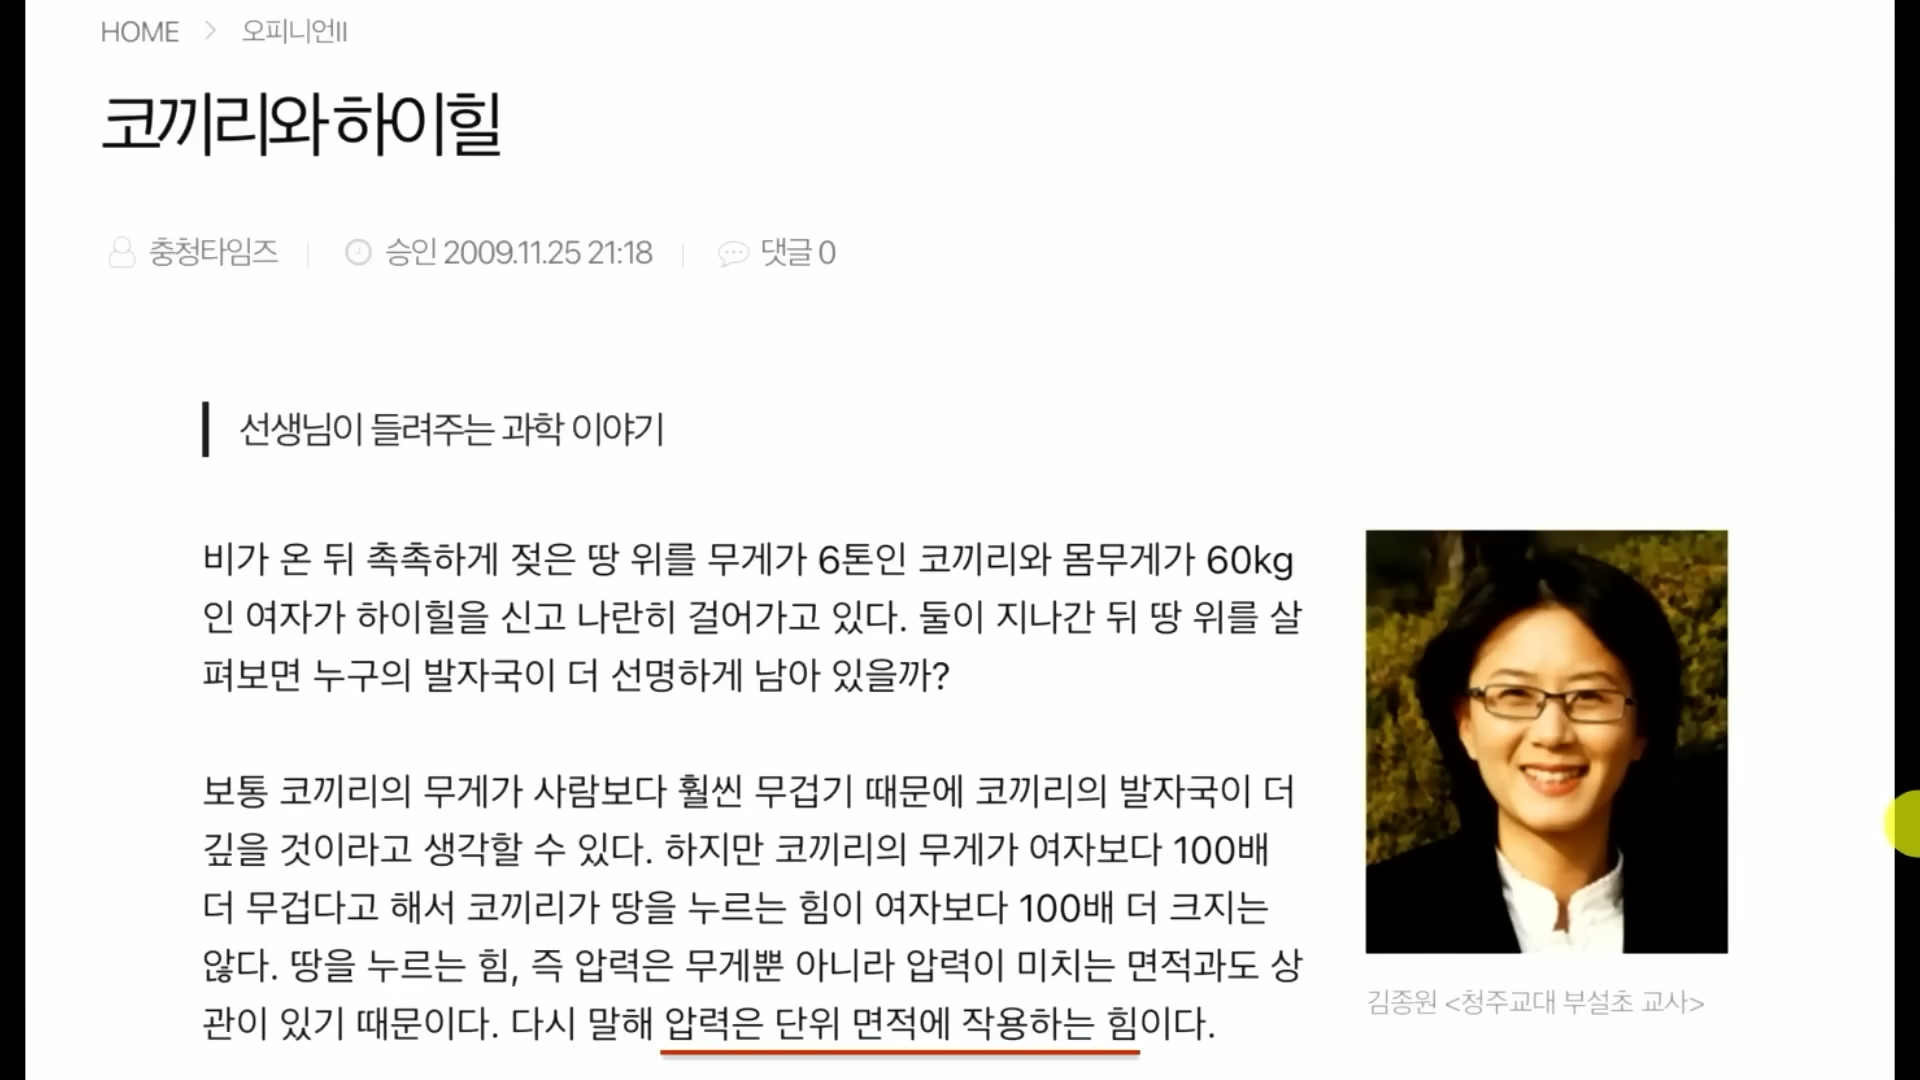 HOME > 오피니언II
코끼리와 하이힐
충청타임즈 | 승인 2009.11.25 21:18 | 댓글 0
선생님이 들려주는 과학 이야기
비가 온 뒤 촉촉하게 젖은 땅 위를 무게가 6톤인 코끼리와 몸무게가 60kg
인 여자가 하이힐을 신고 나란히 걸어가고 있다. 둘이 지나간 뒤 땅 위를 살
펴보면 누구의 발자국이 더 선명하게 남아 있을까?
보통 코끼리의 무게가 사람보다 훨씬 무겁기 때문에 코끼리의 발자국이 더
깊을 것이라고 생각할 수 있다. 하지만 코끼리의 무게가 여자보다 100배
더 무겁다고 해서 코끼리가 땅을 누르는 힘이 여자보다 100배 더 크지는
않다. 땅을 누르는 힘, 즉 압력은 무게뿐 아니라 압력이 미치는 면적과도 상
관이 있기 때문이다. 다시 말해 압력은 단위 면적에 작용하는 힘이다.
김종원 <청주교대 부설초 교사>